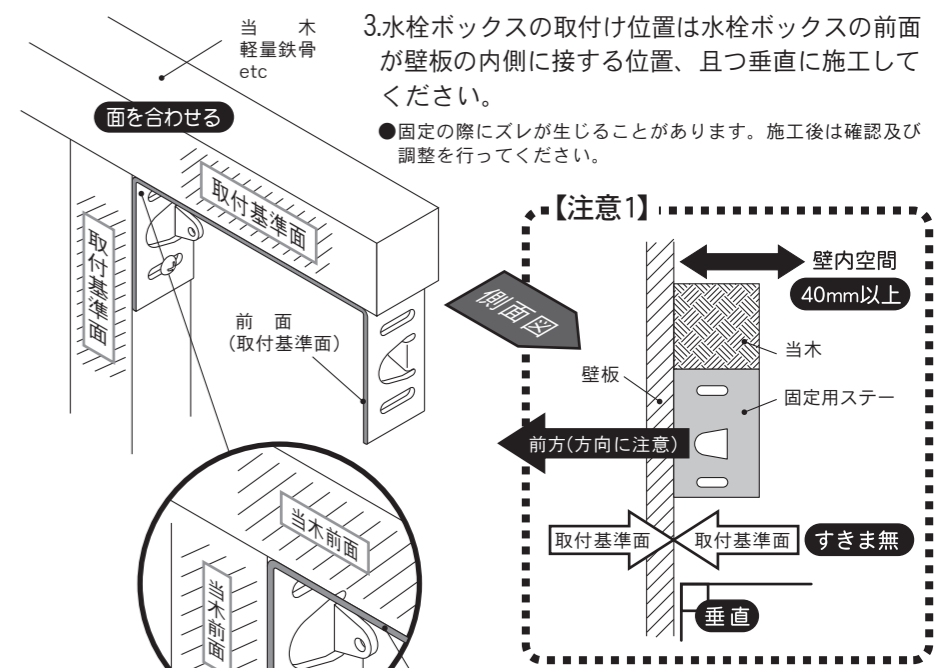 当　木
軽量鉄骨
etc
面を合わせる
取付基準面
取付基準面
前　面
（取付基準面）
当木前面
当木前面
3.水栓ボックスの取付け位置は水栓ボックスの前面
が壁板の内側に接する位置、且つ垂直に施工して
ください。
●固定の際にズレが生じることがあります。施工後は確認及び
調整を行ってください。
側面図
【注意1】
壁内空間
40mm以上
当木
壁板
固定用ステー
前方(方向に注意)
取付基準面
取付基準面
すきま無
垂直